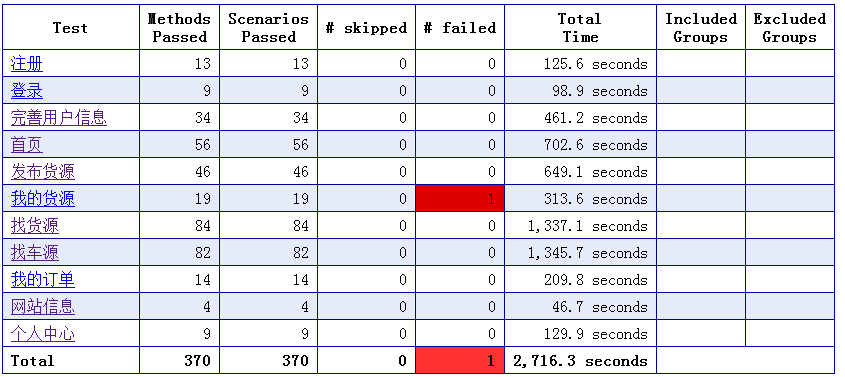 Test Methods Passed Scenarios Passed # skipped # failed Total Time Included Groups Excluded Groups
注册 13 13 0 0 125.6 seconds
登录 9 9 0 0 98.9 seconds
完善用户信息 34 34 0 0 461.2 seconds
首页 56 56 0 0 702.6 seconds
发布货源 46 46 0 0 649.1 seconds
我的货源 19 19 0 1 313.6 seconds
找货源 84 84 0 0 1,337.1 seconds
找车源 82 82 0 0 1,345.7 seconds
我的订单 14 14 0 0 209.8 seconds
网站信息 4 4 0 0 46.7 seconds
个人中心 9 9 0 0 129.9 seconds
Total 370 370 0 1 2,716.3 seconds